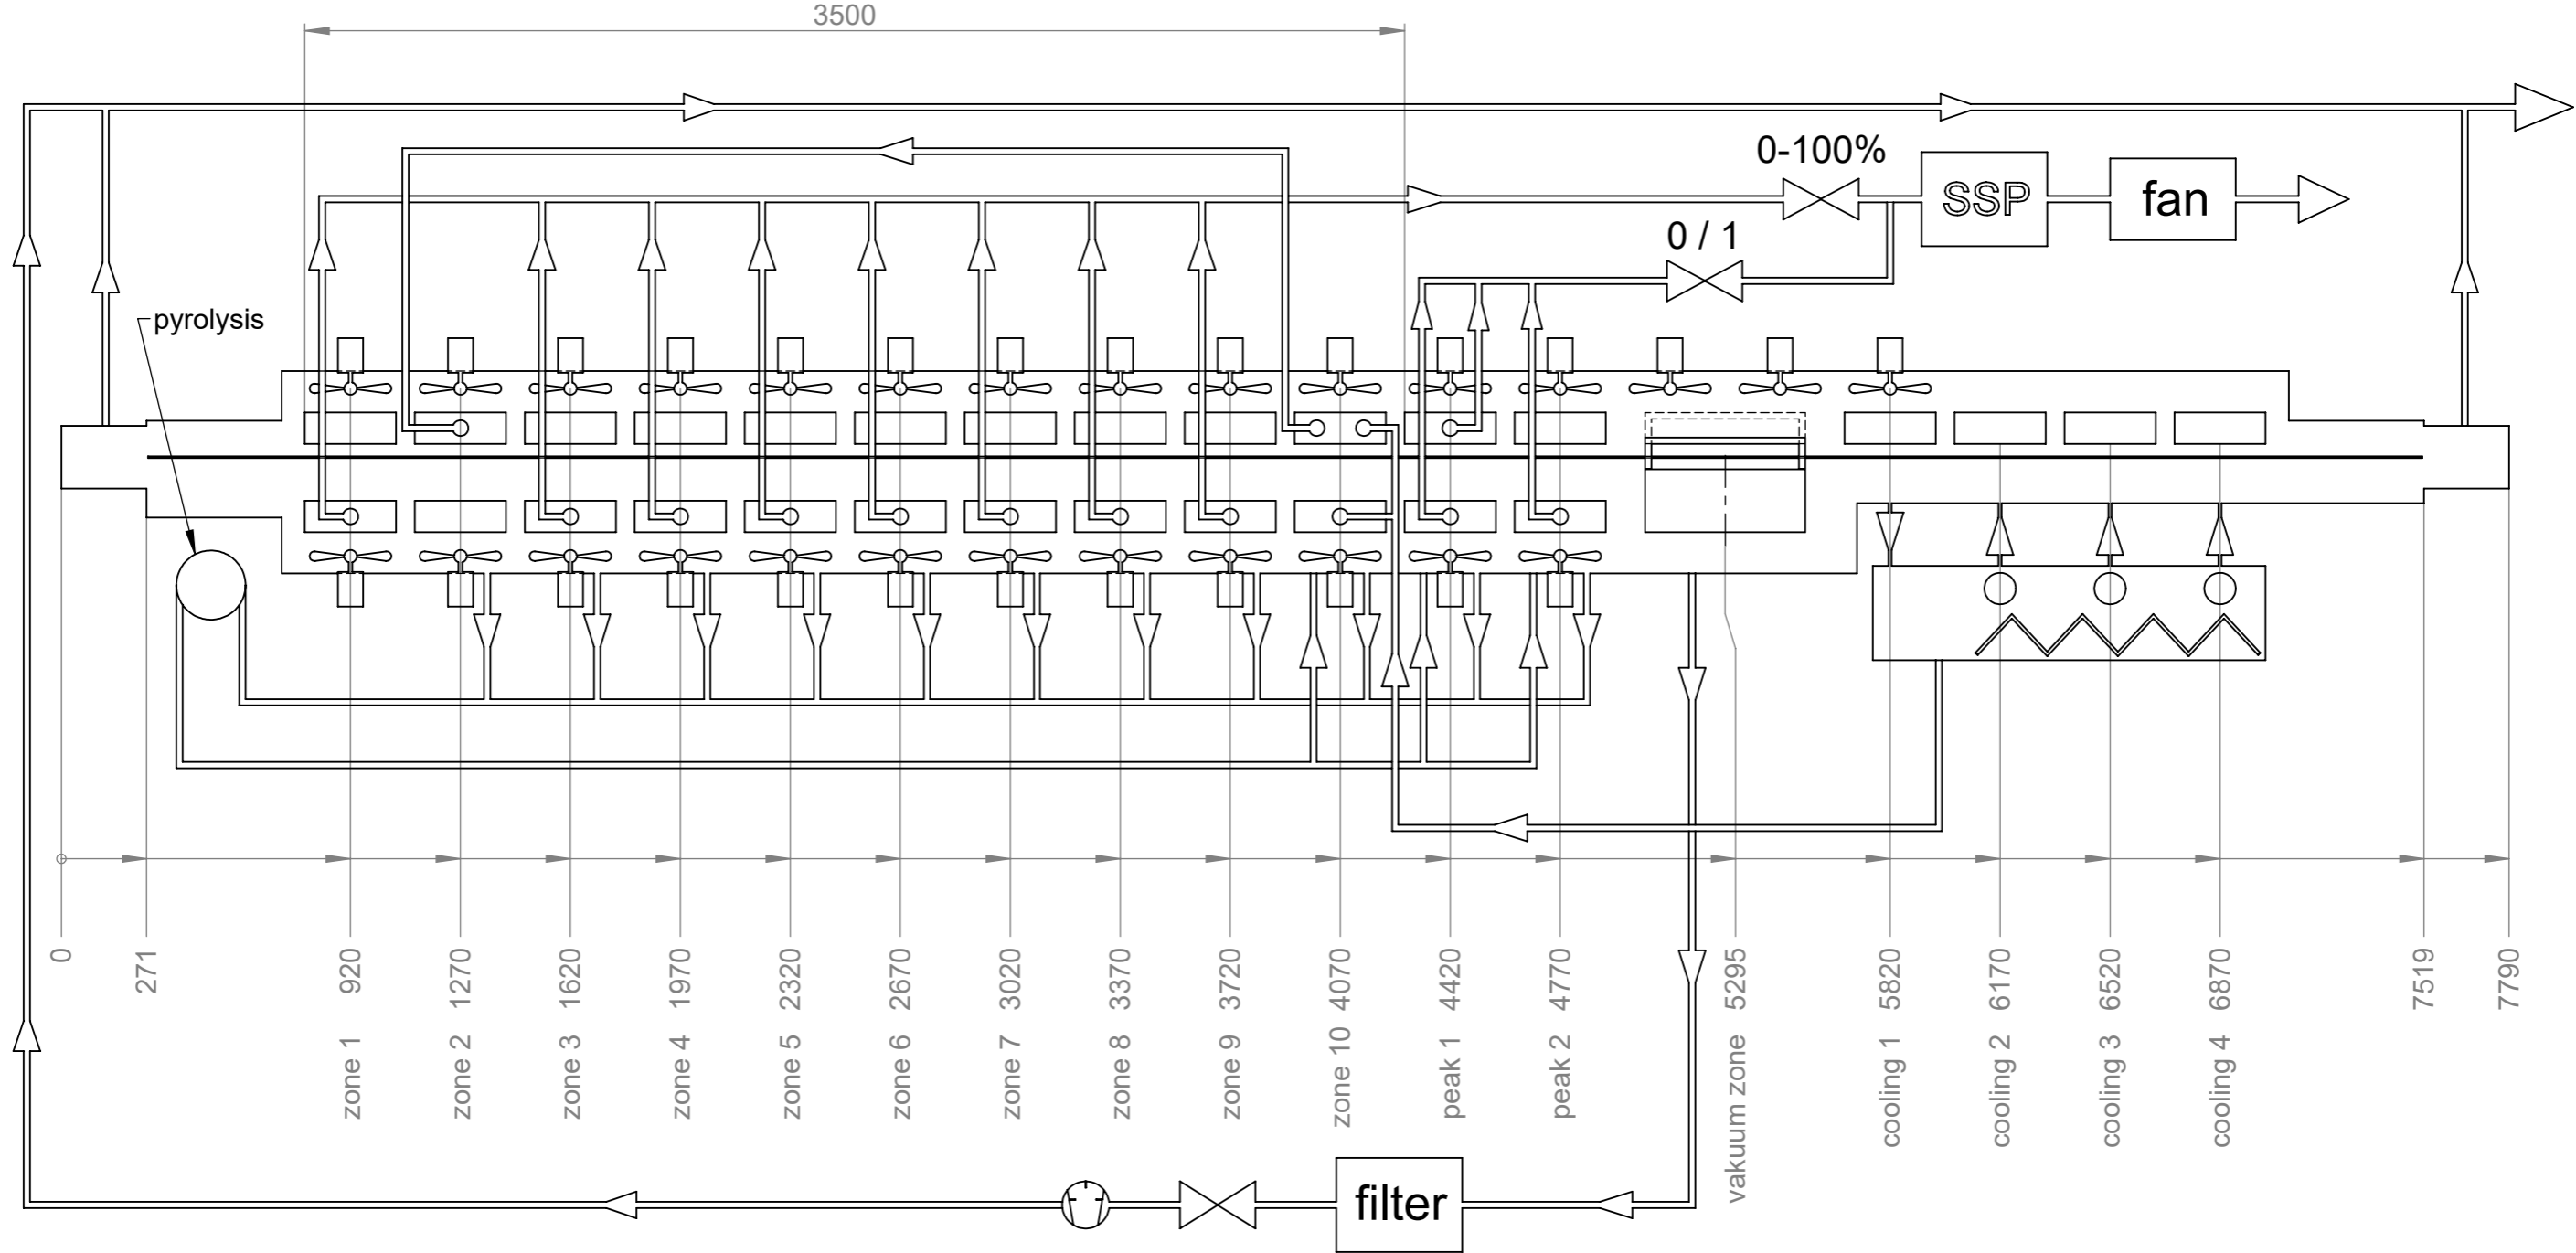 3500
0-100%
SSP
fan
0 / 1
pyrolysis
0
271
zone 1 920
zone 2 1270
zone 3 1620
zone 4 1970
zone 5 2320
zone 6 2670
zone 7 3020
zone 8 3370
zone 9 3720
zone 10 4070
peak 1 4420
peak 2 4770
vakuum zone 5295
cooling 1 5820
cooling 2 6170
cooling 3 6520
cooling 4 6870
7519
7790
filter